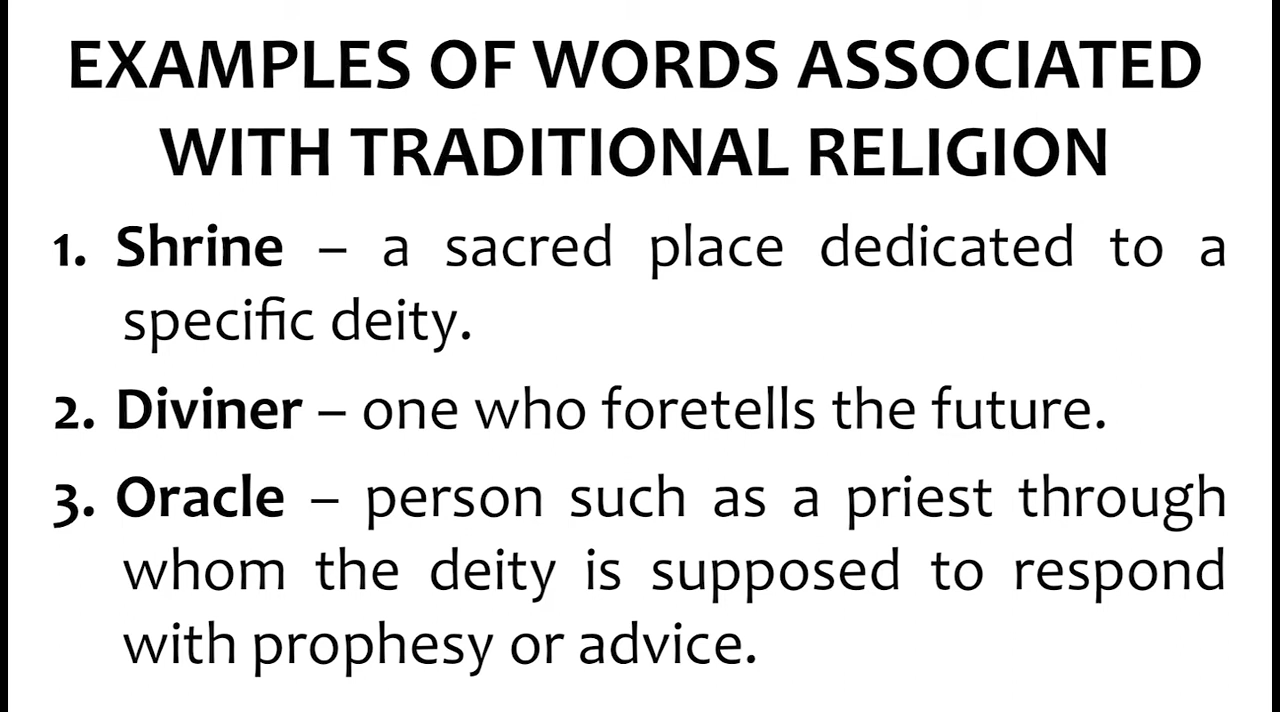 EXAMPLES OF WORDS ASSOCIATED
WITH TRADITIONAL RELIGION
1. Shrine – a sacred place dedicated to a
specific deity.
2. Diviner – one who foretells the future.
3. Oracle – person such as a priest through
whom the deity is supposed to respond
with prophesy or advice.